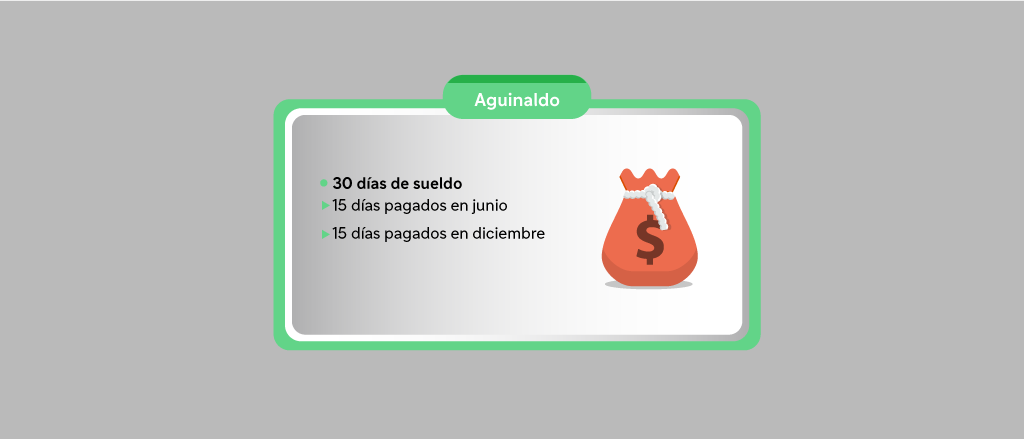 Aguinaldo
30 días de sueldo
15 días pagados en junio
15 días pagados en diciembre
$